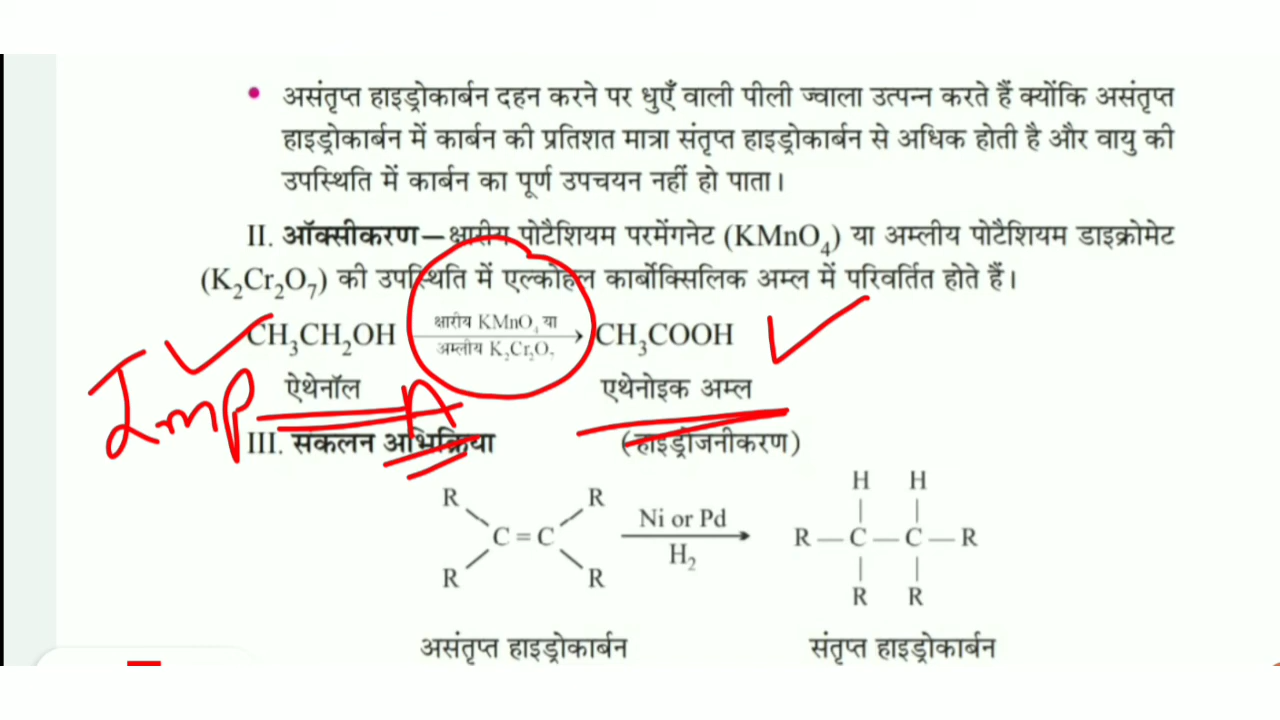 • असंतृप्त हाइड्रोकार्बन दहन करने पर धुएँ वाली पीली ज्वाला उत्पन्न करते हैं क्योंकि असंतृप्त
हाइड्रोकार्बन में कार्बन की प्रतिशत मात्रा संतृप्त हाइड्रोकार्बन से अधिक होती है और वायु की
उपस्थिति में कार्बन का पूर्ण उपचयन नहीं हो पाता।
II. ऑक्सीकरण—क्षारीय पोटैशियम परमेंगनेट (KMnO₄) या अम्लीय पोटैशियम डाइक्रोमेट
(K₂Cr₂O₇) की उपस्थिति में एल्कोहल कार्बोक्सिलिक अम्ल में परिवर्तित होते हैं।
क्षारीय KMnO₄ या
CH₃CH₂OH → CH₃COOH
अम्लीय K₂Cr₂O₇
ऐथेनॉल एथेनोइक अम्ल
Imp
III. संकलन अभिक्रिया (हाइड्रोजनीकरण)
H H
R R
Ni or Pd
C = C → R — C — C — R
H₂
R R
R R
असंतृप्त हाइड्रोकार्बन संतृप्त हाइड्रोकार्बन